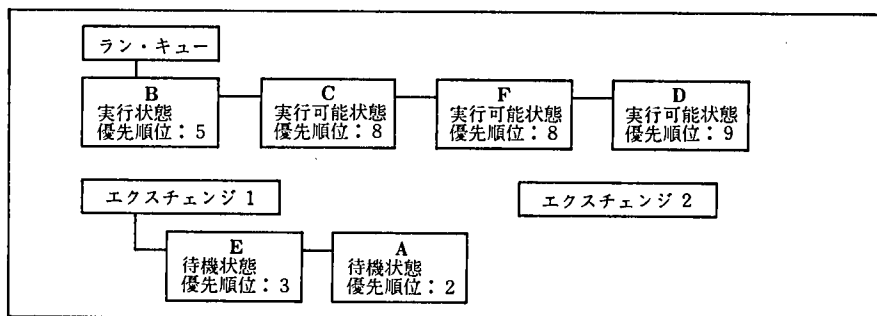 ラン・キュー
B
実行状態
優先順位：5
C
実行可能状態
優先順位：8
F
実行可能状態
優先順位：8
D
実行可能状態
優先順位：9
エクスチェンジ 1
エクスチェンジ 2
E
待機状態
優先順位：3
A
待機状態
優先順位：2